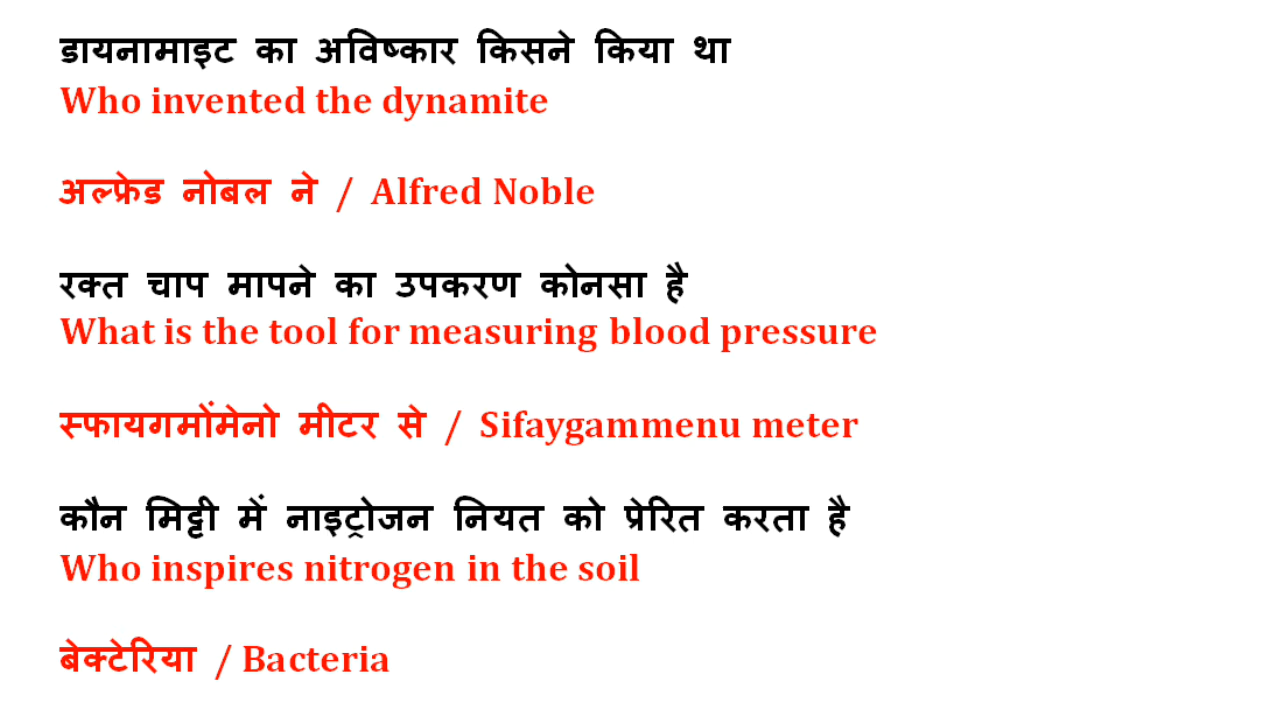 डायनामाइट का अविष्कार किसने किया था
Who invented the dynamite
अल्फ्रेड नोबल ने / Alfred Noble
रक्त चाप मापने का उपकरण कोनसा है
What is the tool for measuring blood pressure
स्फायगमोंमेनो मीटर से / Sifaygammenu meter
कौन मिट्टी में नाइट्रोजन नियत को प्रेरित करता है
Who inspires nitrogen in the soil
बेक्टेरिया / Bacteria